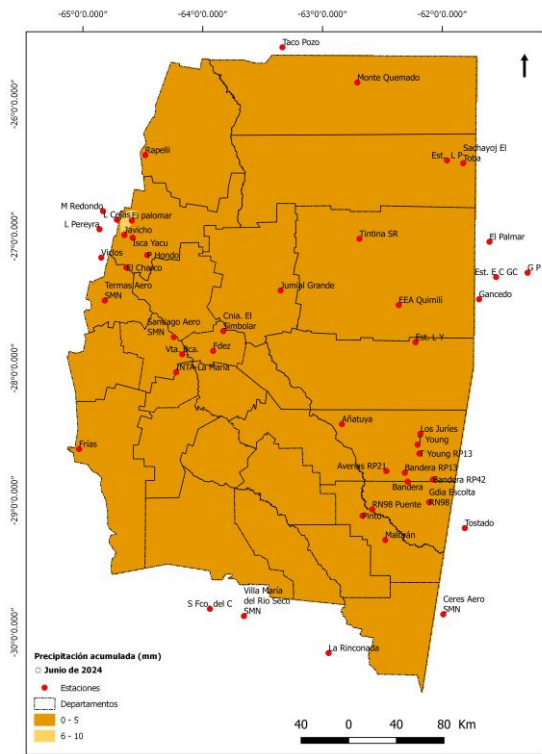 -65°0'0.000"
-64°0'0.000"
-63°0'0.000"
-62°0'0.000"
-26°0'0.000"
-27°0'0.000"
-28°0'0.000"
-29°0'0.000"
-30°0'0.000"
Taco Pozo
Monte Quemado
Rapelli
Sachayoj El
Toba
Est. L P
M Redondo
L Cejas
El palomar
L Pereyra
Javicho
Isca Yacu
P Hondo
Vielos
El Charco
Termas Aero
SMN
Tintina SR
El Palmar
G P
Est. E C GC
Gancedo
Jumial Grande
EEA Quimilí
Cnia. El
Simbolar
Santiago Aero
SMN
Vta. Bca.
Fdez
INTA-La María
Est. L Y
Añatuya
Los Juríes
Young
T Young RP13
Frías
Averías RP21
Bandera RP13
Bandera
Bandera RP42
Gdia Escolta
RN98
RN98 Puente
Pinto
Tostado
Malbrán
S Fco. del C
Villa María
del Río Seco
SMN
Ceres Aero
SMN
La Rinconada
Precipitación acumulada (mm)
Junio de 2024
Estaciones
Departamentos
0 - 5
6 - 10
40 0 40 80 Km